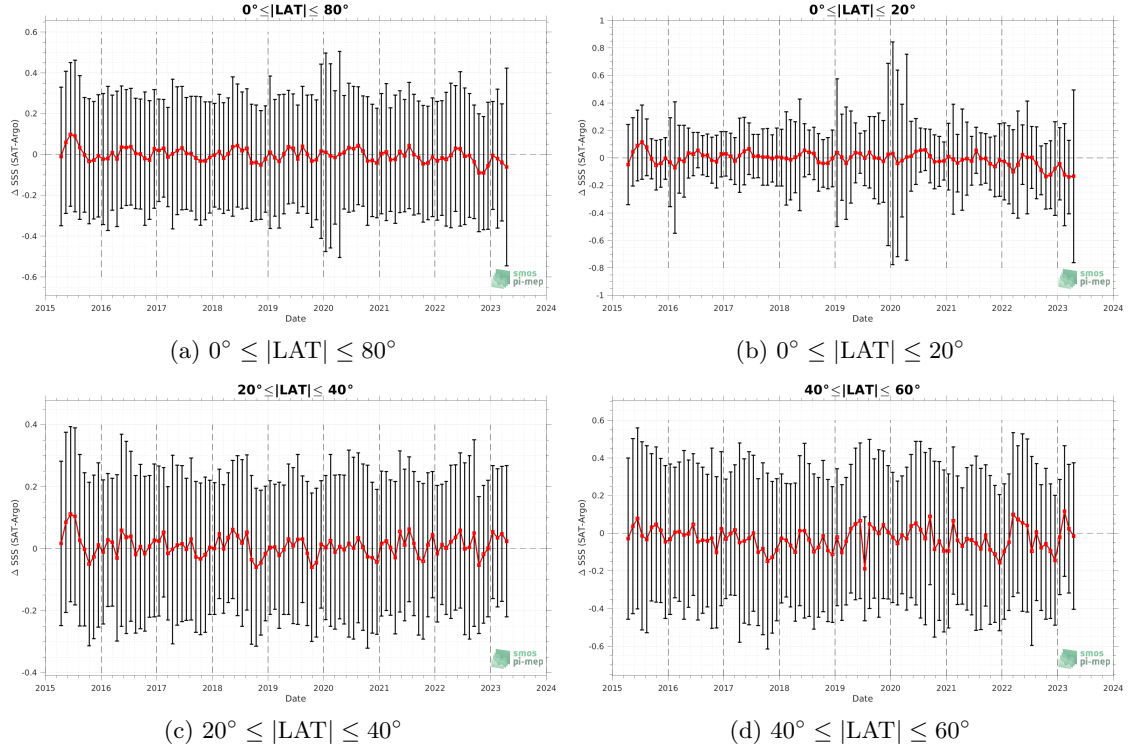 0°≤|LAT|≤ 80°
Δ SSS (SAT-Argo)
0.6
0.4
0.2
0
-0.2
-0.4
-0.6
2015 2016 2017 2018 2019 2020 2021 2022 2023 2024
Date
smos
pi-mep
(a) 0° ≤ |LAT| ≤ 80°
0°≤|LAT|≤ 20°
Δ SSS (SAT-Argo)
1
0.8
0.6
0.4
0.2
0
-0.2
-0.4
-0.6
-0.8
-1
2015 2016 2017 2018 2019 2020 2021 2022 2023 2024
Date
smos
pi-mep
(b) 0° ≤ |LAT| ≤ 20°
20°≤|LAT|≤ 40°
Δ SSS (SAT-Argo)
0.4
0.2
0
-0.2
-0.4
2015 2016 2017 2018 2019 2020 2021 2022 2023 2024
Date
smos
pi-mep
(c) 20° ≤ |LAT| ≤ 40°
40°≤|LAT|≤ 60°
Δ SSS (SAT-Argo)
0.6
0.4
0.2
0
-0.2
-0.4
-0.6
2015 2016 2017 2018 2019 2020 2021 2022 2023 2024
Date
smos
pi-mep
(d) 40° ≤ |LAT| ≤ 60°